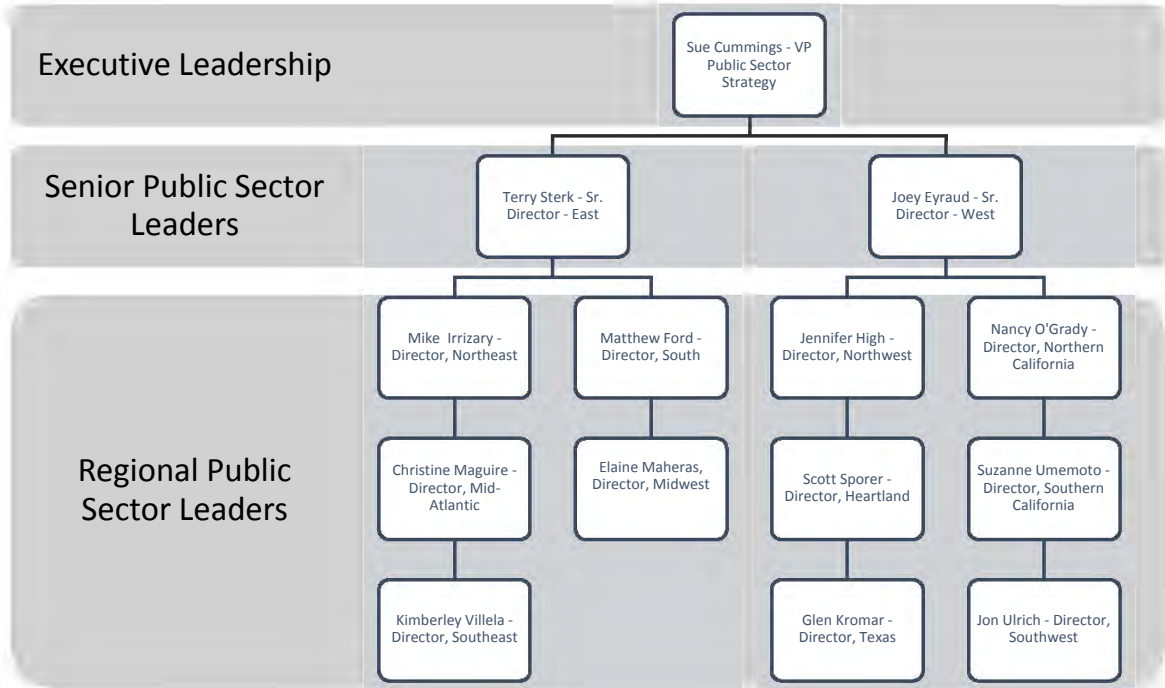 Executive Leadership
Sue Cummings - VP
Public Sector
Strategy
Senior Public Sector
Leaders
Terry Sterk - Sr.
Director - East
Joey Eyraud - Sr.
Director - West
Regional Public
Sector Leaders
Mike  Irrizary -
Director, Northeast
Matthew Ford -
Director, South
Jennifer High -
Director, Northwest
Nancy O'Grady -
Director, Northern
California
Christine Maguire -
Director, Mid-
Atlantic
Elaine Maheras,
Director, Midwest
Scott Sporer -
Director, Heartland
Suzanne Umemoto -
Director, Southern
California
Kimberley Villela -
Director, Southeast
Glen Kromar -
Director, Texas
Jon Ulrich - Director,
Southwest